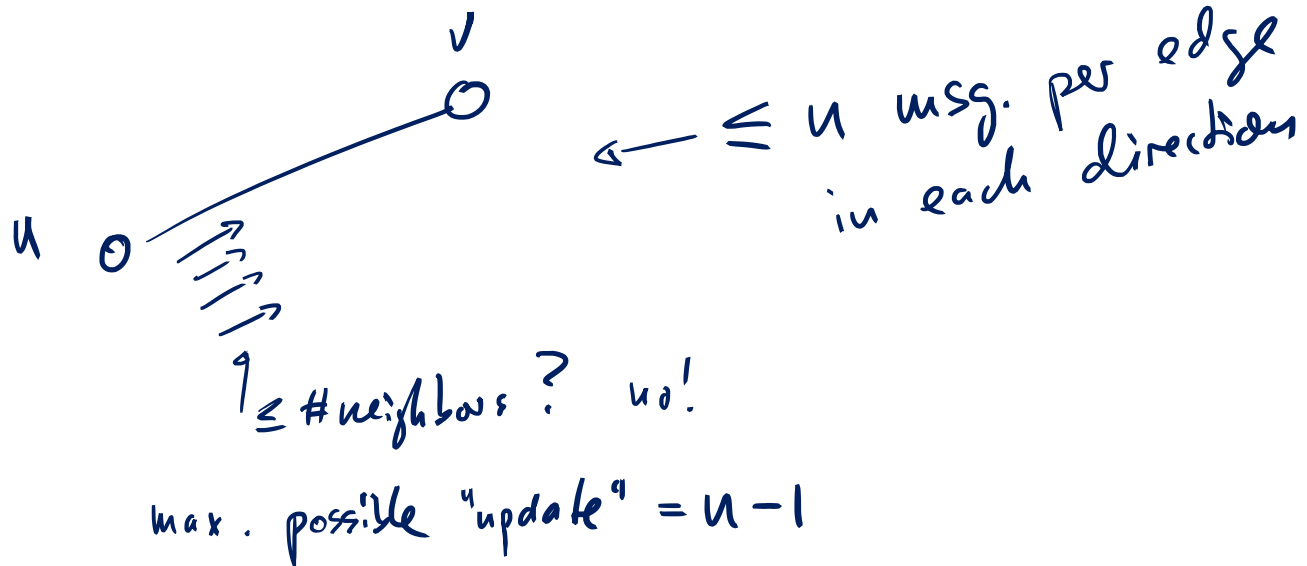 v
≤ n msg. per edge
in each direction
u
≤ #neighbors ? no!
max. possible "update" = n-1